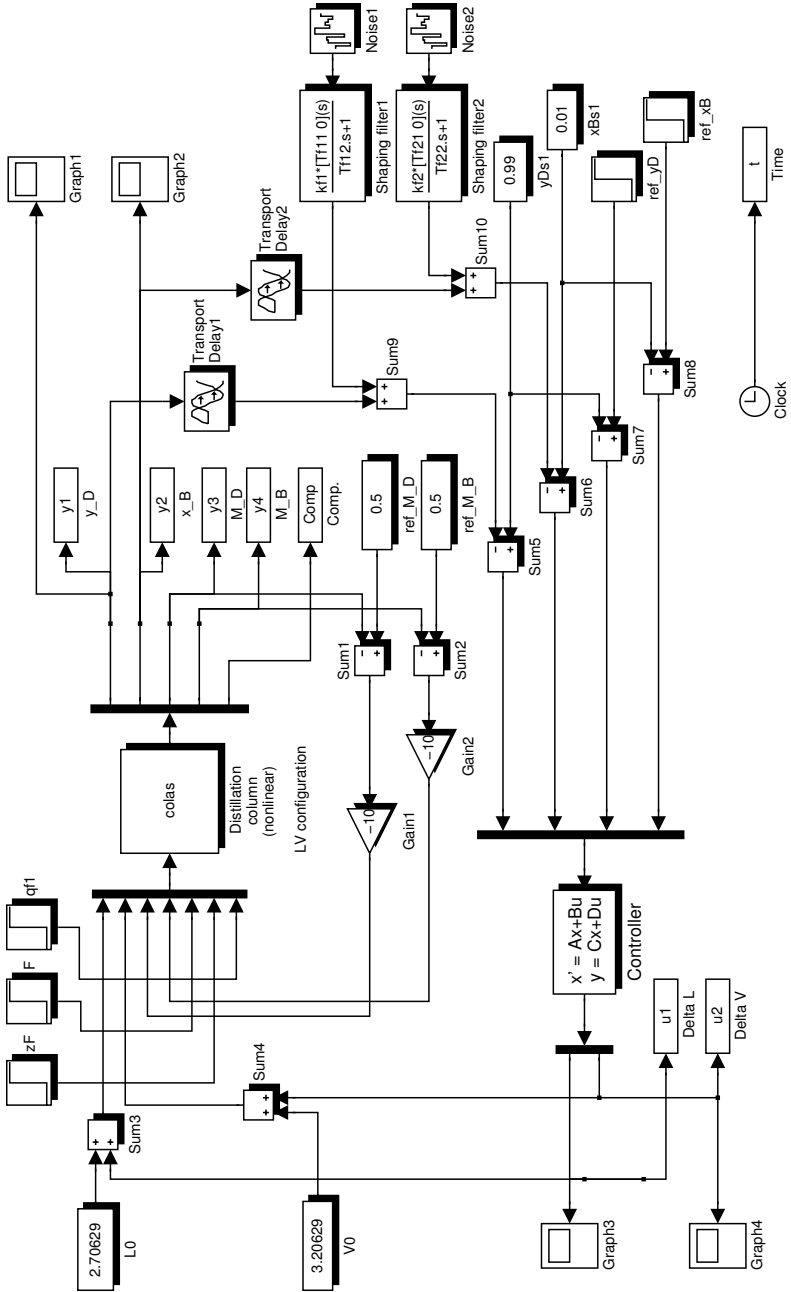 zF
F
qf1
Graph1
y1
y_D
2.70629
L0
Sum3
colas
Distillation
column
(nonlinear)
LV configuration
y2
x_B
Graph2
y3
M_D
y4
M_B
Comp
Comp.
Transport
Delay1
Transport
Delay2
3.20629
V0
Sum4
Sum1
−10
Gain1
0.5
ref_M_D
Sum2
−10
Gain2
0.5
ref_M_B
Sum9
kf1*[Tf11 0](s)
Tf12.s+1
Shaping filter1
Noise1
Sum10
kf2*[Tf21 0](s)
Tf22.s+1
Shaping filter2
Noise2
Sum5
0.99
yDs1
Sum6
0.01
xBs1
Sum7
ref_yD
Sum8
ref_xB
x' = Ax+Bu
y = Cx+Du
Controller
Graph3
u1
Delta L
u2
Delta V
Graph4
Clock
t
Time
+
+
+
+
−
+
−
+
+
+
+
+
−
+
−
+
−
+
−
+